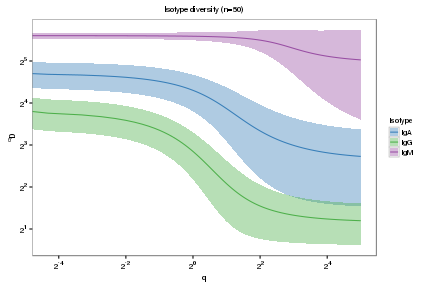 Isotype diversity (n=50)
2^5
2^4
2^3
2^2
2^1
qD
2^-4
2^-2
2^0
2^2
2^4
q
Isotype
IgA
IgG
IgM